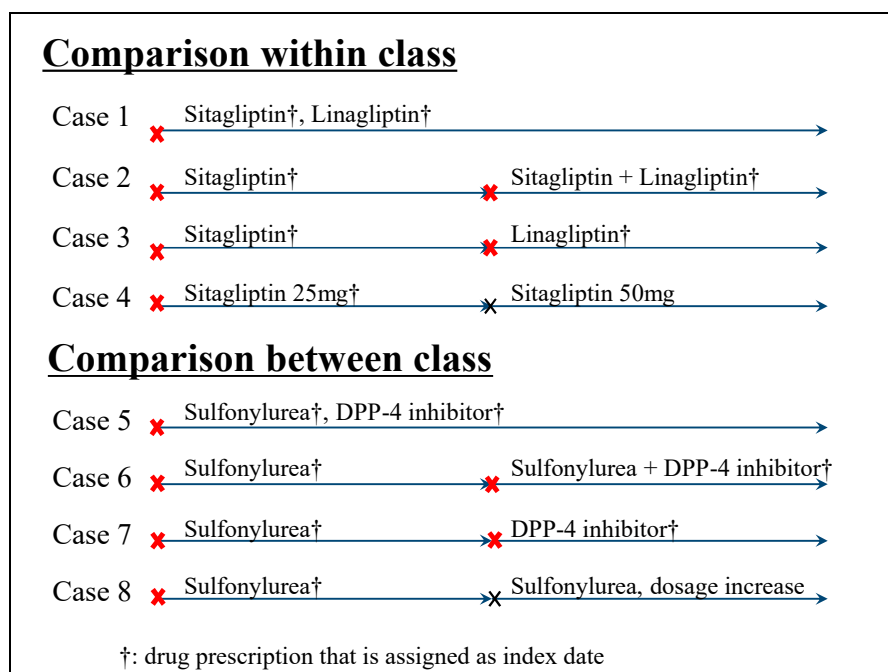 Comparison within class
Case 1 Sitagliptin†, Linagliptin†
Case 2 Sitagliptin† Sitagliptin + Linagliptin†
Case 3 Sitagliptin† Linagliptin†
Case 4 Sitagliptin 25mg† Sitagliptin 50mg
Comparison between class
Case 5 Sulfonylurea†, DPP-4 inhibitor†
Case 6 Sulfonylurea† Sulfonylurea + DPP-4 inhibitor†
Case 7 Sulfonylurea† DPP-4 inhibitor†
Case 8 Sulfonylurea† Sulfonylurea, dosage increase
†: drug prescription that is assigned as index date